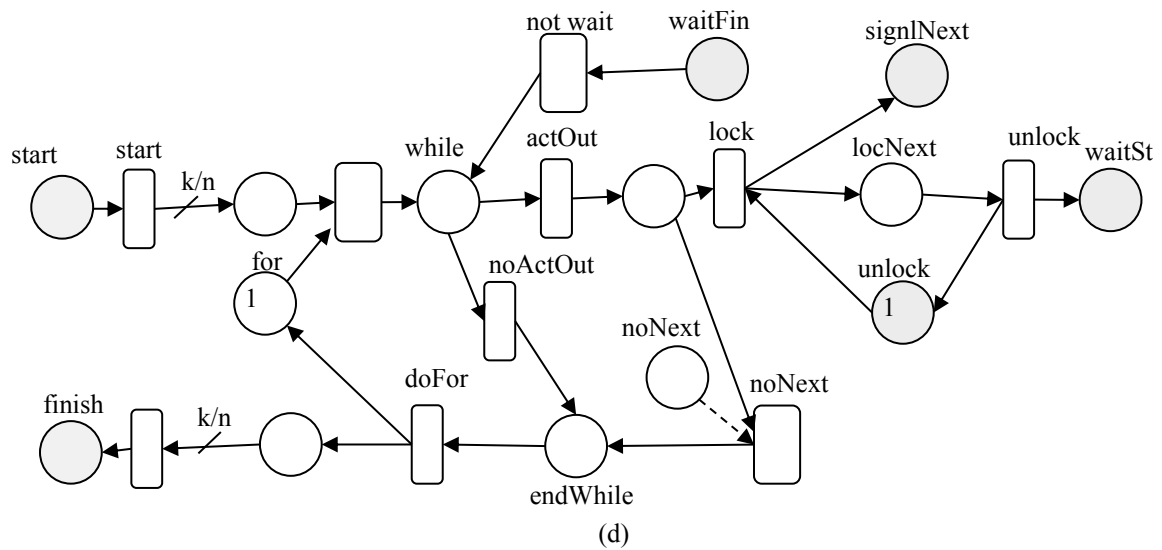 not wait
waitFin
signlNext
actOut
lock
unlock
start
start
while
locNext
waitSt
k/n
for
noActOut
unlock
1
1
noNext
doFor
noNext
finish
k/n
endWhile
(d)